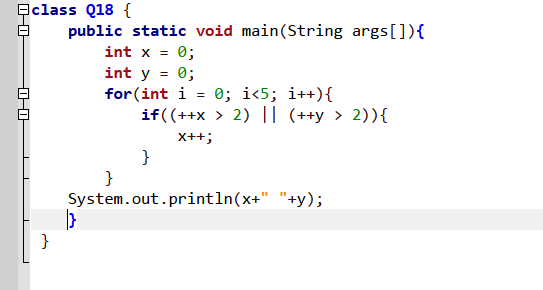 class Q18 {
public static void main(String args[]){
int x = 0;
int y = 0;
for(int i = 0; i<5; i++){
if((++x > 2) || (++y > 2)){
x++;
}
}
System.out.println(x+" "+y);
}
}